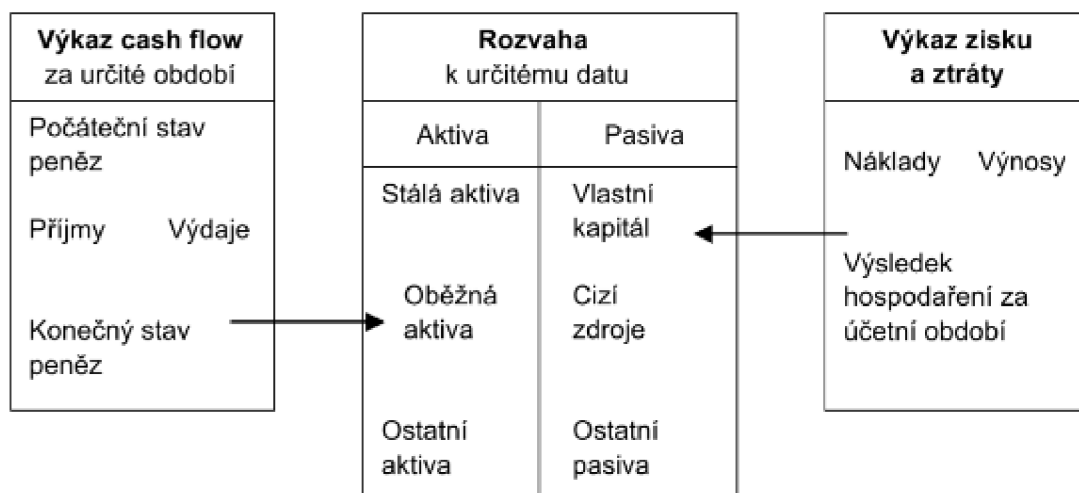 Výkaz cash flow
za určité období
Počáteční stav
peněz
Příjmy Výdaje
Konečný stav
peněz
Rozvaha
k určitému datu
Aktiva Pasiva
Stálá aktiva
Vlastní
kapitál
Oběžná
aktiva
Cizí
zdroje
Ostatní
aktiva
Ostatní
pasiva
Výkaz zisku
a ztráty
Náklady Výnosy
Výsledek
hospodaření za
účetní období